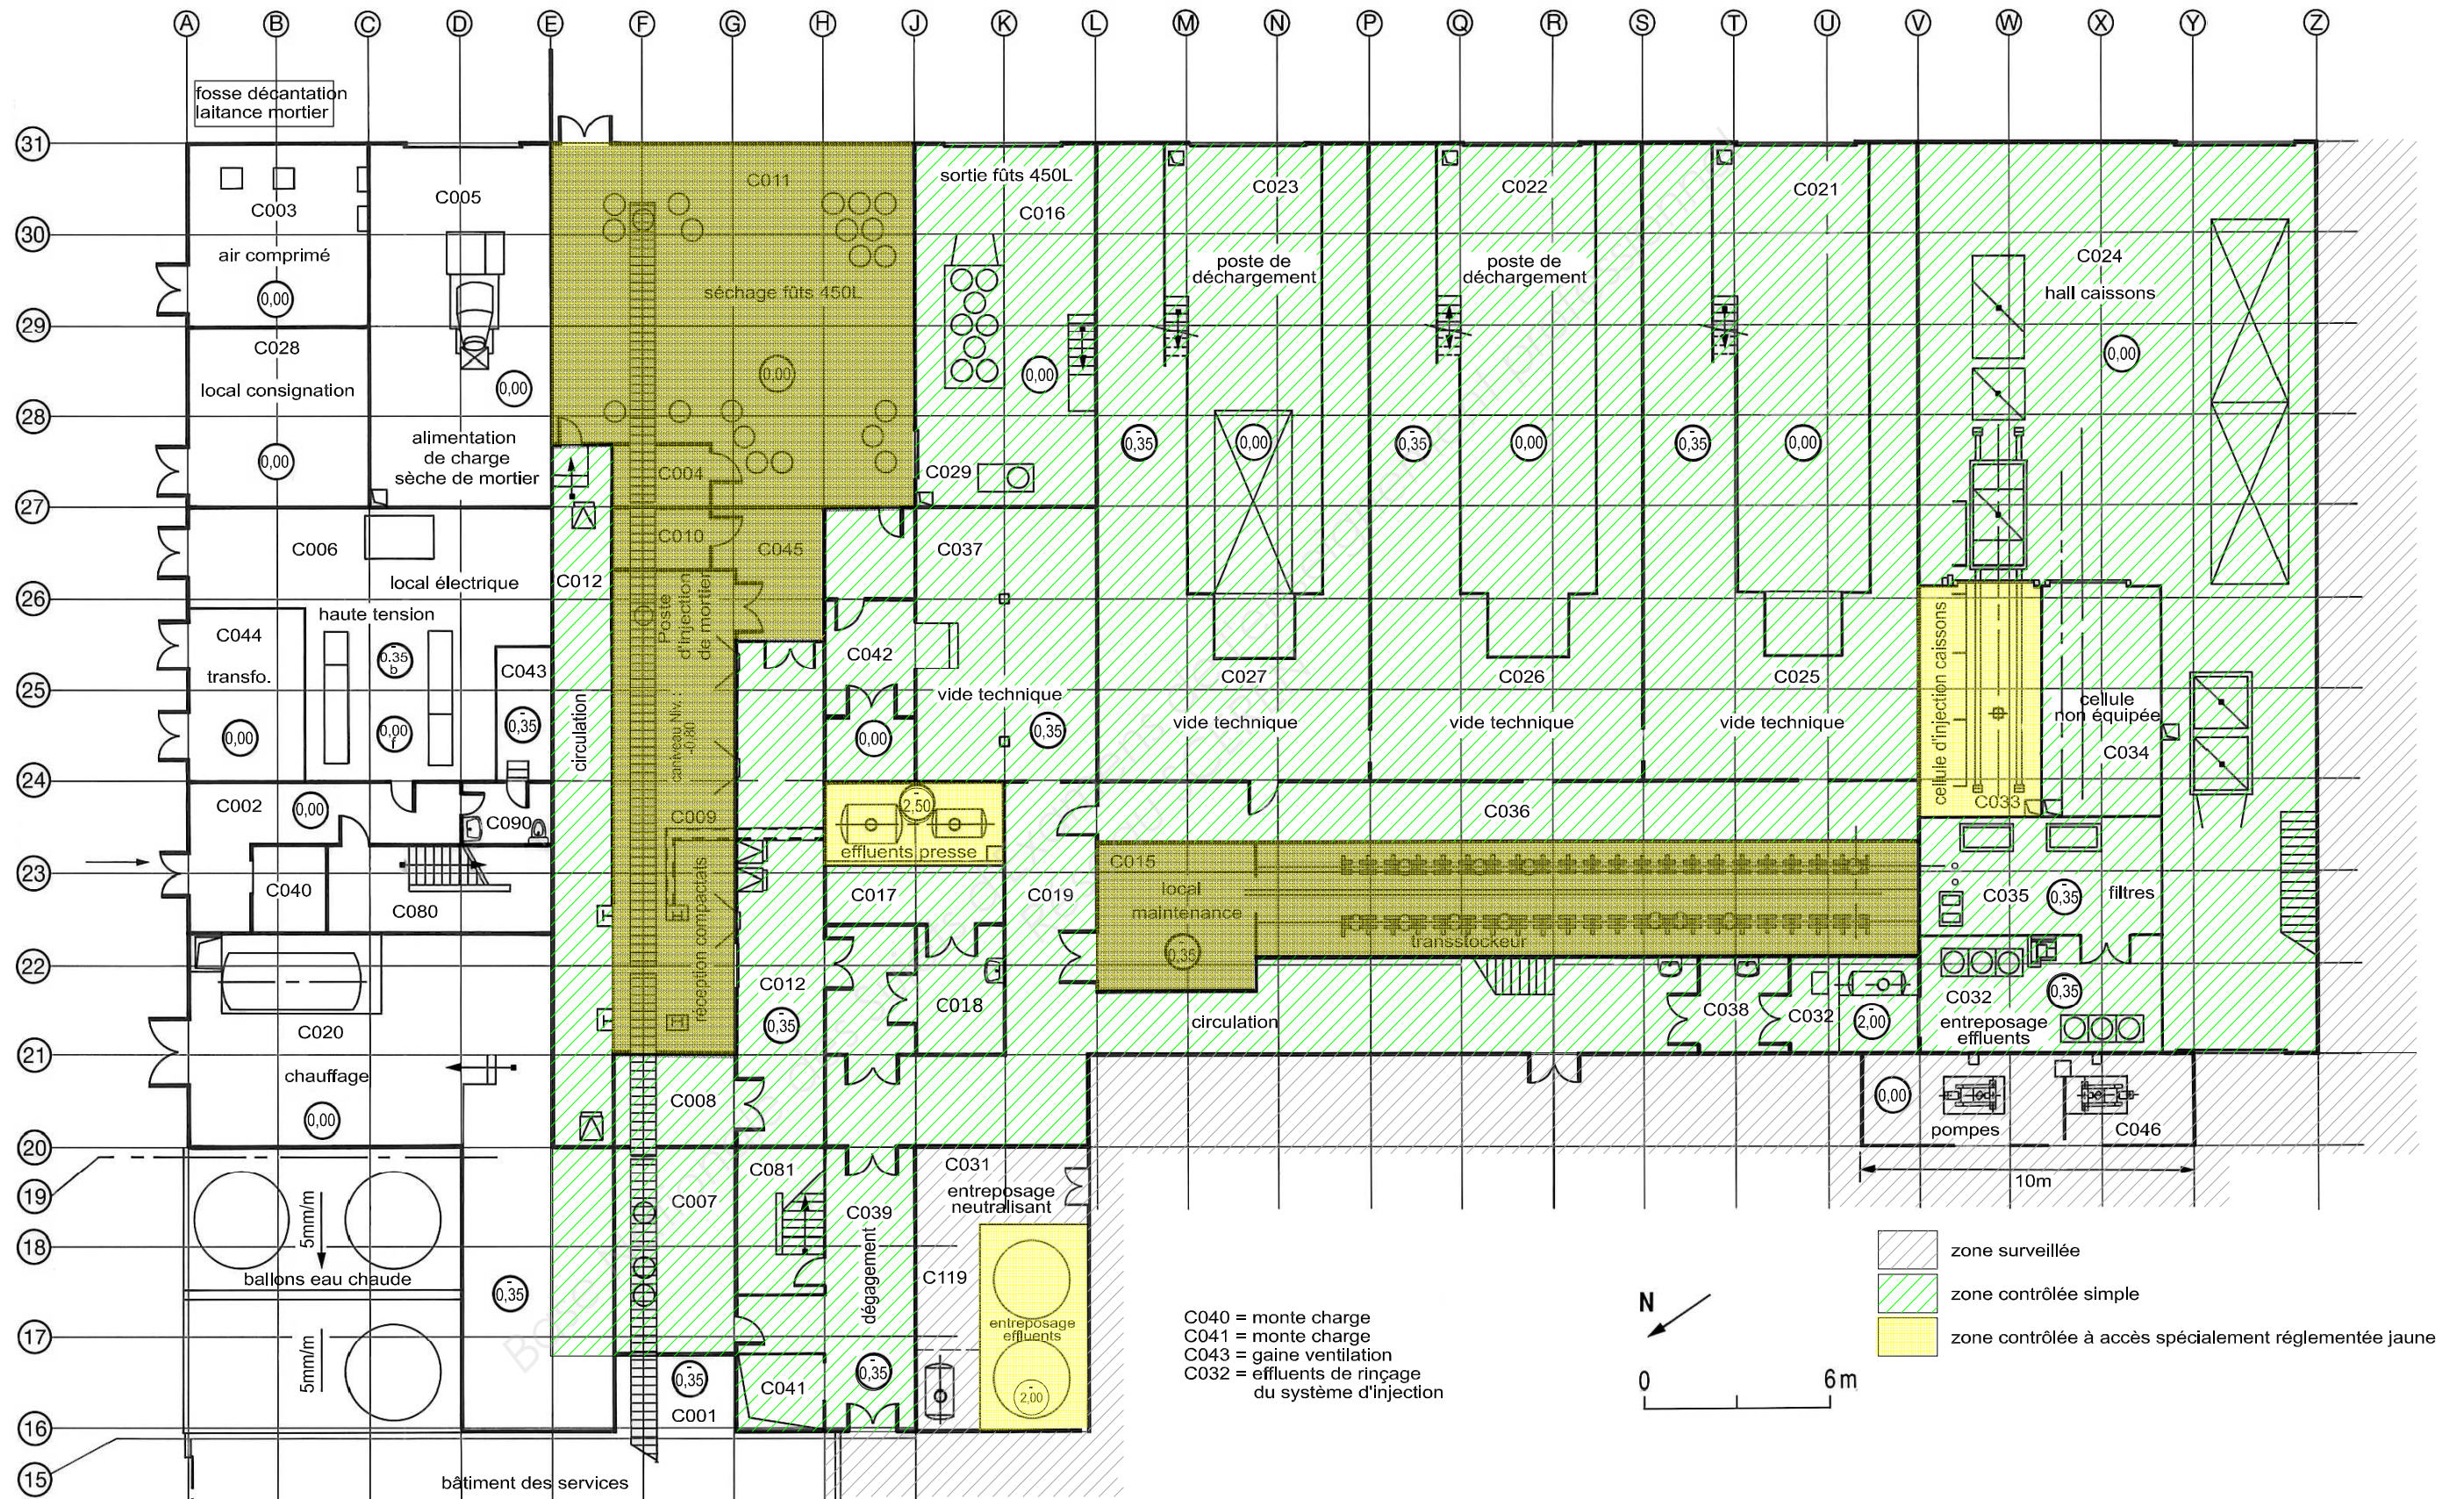 A B C D E F G H J K L M N P Q R S T U V W X Y Z
fosse décantation
laitance mortier
31
C003
air comprimé
0,00
C005
C011
séchage fûts 450L
0,00
sortie fûts 450L
C016
0,00
C023
poste de
déchargement
C022
poste de
déchargement
C021
C024
hall caissons
0,00
30
29
C028
local consignation
0,00
0,00
alimentation
de charge
sèche de mortier
28
C004
C029
-0,35
0,00
-0,35
0,00
-0,35
0,00
27
C006
local électrique
haute tension
C012
circulation
C010
C045
Poste
d'injection
de mortier
C037
26
C044
transfo.
0,00
0.35
b
0,00
f
C043
-0,35
caniveau Niv. :
-0.80
C042
0,00
vide technique
-0,35
C027
vide technique
C026
vide technique
C025
vide technique
cellule d'injection caissons
C033
cellule
non équipée
C034
25
24
C002
0,00
C090
C009
-2,50
effluents presse
C036
23
C040
C080
réception compactats
C017
C019
C015
local
maintenance
-0,35
transstockeur
C035
-0,35
filtres
22
C020
chauffage
0,00
C012
-0,35
C018
circulation
C038
C032
-2,00
C032
-0,35
entreposage
effluents
21
C008
0,00
pompes
C046
10m
20
19
5mm/m
ballons eau chaude
-0,35
C007
C081
C039
dégagement
C031
entreposage
neutralisant
18
C119
entreposage
effluents
-2,00
17
5mm/m
-0,35
C001
C041
-0,35
16
15
bâtiment des services
C040 = monte charge
C041 = monte charge
C043 = gaine ventilation
C032 = effluents de rinçage
du système d'injection
N
0 6m
zone surveillée
zone contrôlée simple
zone contrôlée à accès spécialement réglementée jaune